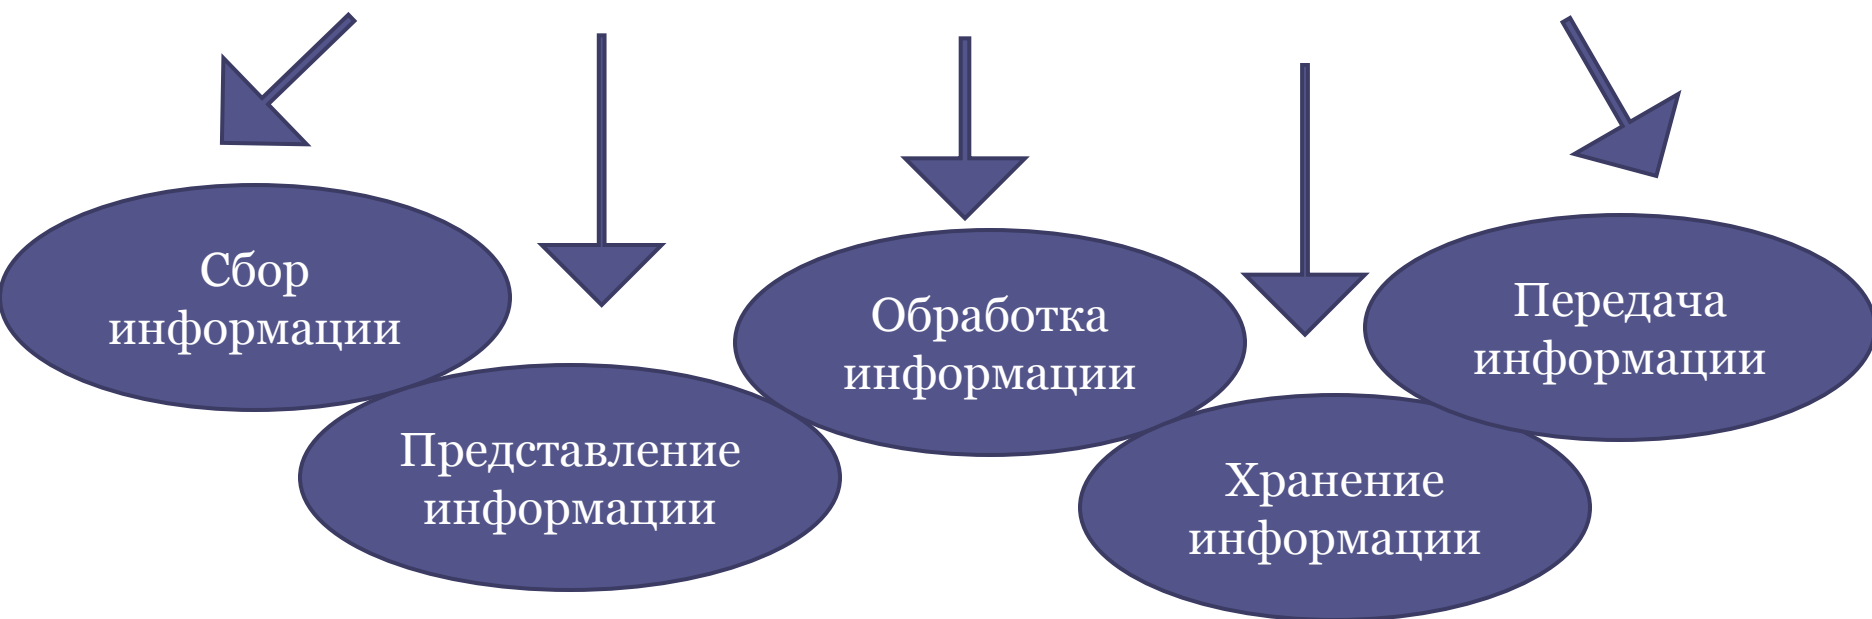 Сбор
информации
Представление
информации
Обработка
информации
Хранение
информации
Передача
информации